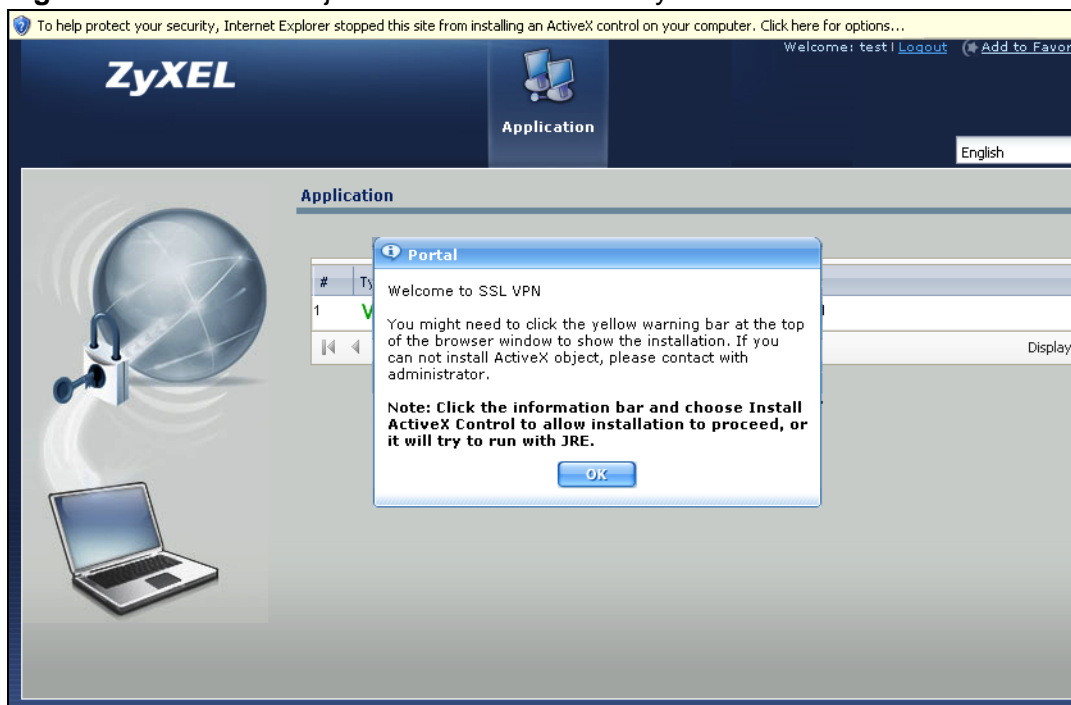 To help protect your security, Internet Explorer stopped this site from installing an ActiveX control on your computer. Click here for options...
ZyXEL
Welcome: test | Logout Add to Favor
Application
English
Application
Portal
# Ty
Welcome to SSL VPN
1 V
You might need to click the yellow warning bar at the top
of the browser window to show the installation. If you
can not install ActiveX object, please contact with
administrator.
Display
Note: Click the information bar and choose Install
ActiveX Control to allow installation to proceed, or
it will try to run with JRE.
OK